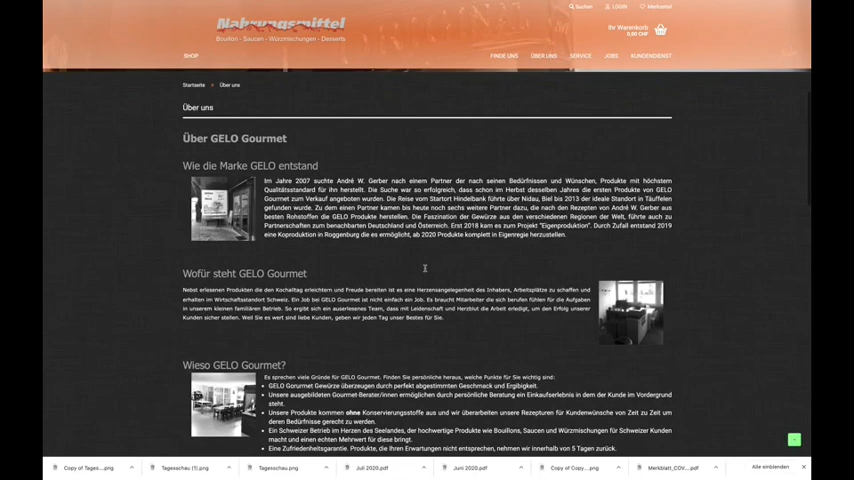 Suchen LOGIN Merkzettel
Nahrungsmittel
Bouillon - Saucen - Würzmischungen - Desserts
Ihr Warenkorb
0,00 CHF
SHOP FINDE UNS ÜBER UNS SERVICE JOBS KUNDENDIENST
Startseite » Über uns
Über uns
Über GELO Gourmet
Wie die Marke GELO entstand
Im Jahre 2007 suchte André W. Gerber nach einem Partner der nach seinen Bedürfnissen und Wünschen, Produkte mit höchstem
Qualitätsstandard für ihn herstellt. Die Suche war so erfolgreich, dass schon im Herbst desselben Jahres die ersten Produkte von GELO
Gourmet zum Verkauf angeboten wurden. Die Reise vom Startort Hindelbank führte über Nidau, Biel bis 2013 der ideale Standort in Täuffelen
gefunden wurde. Zu dem einen Partner kamen bis heute noch sechs weitere Partner dazu, die nach den Rezepten von André W. Gerber aus
besten Rohstoffen die GELO Produkte herstellen. Die Faszination der Gewürze aus den verschiedenen Regionen der Welt, führte auch zu
Partnerschaften zum benachbarten Deutschland und Österreich. Erst 2018 kam es zum Projekt "Eigenproduktion". Durch Zufall entstand 2019
eine Koproduktion in Roggenburg die es ermöglicht, ab 2020 Produkte komplett in Eigenregie herzustellen.
Wofür steht GELO Gourmet
Nebst erlesenen Produkten die den Kochalltag erleichtern und Freude bereiten ist es eine Herzensangelegenheit des Inhabers, Arbeitsplätze zu schaffen und
erhalten im Wirtschaftsstandort Schweiz. Ein Job bei GELO Gourmet ist nicht einfach ein Job. Es braucht Mitarbeiter die sich berufen fühlen für die Aufgaben
in unserem kleinen familiären Betrieb. So ergibt sich ein auserlesenes Team, dass mit Leidenschaft und Herzblut die Arbeit erledigt, um den Erfolg unserer
Kunden sicher stellen. Weil Sie es wert sind liebe Kunden, geben wir jeden Tag unser Bestes für Sie.
Wieso GELO Gourmet?
Es sprechen viele Gründe für GELO Gourmet. Finden Sie persönliche heraus, welche Punkte für Sie wichtig sind:
GELO Gorurmet Gewürze überzeugen durch perfekt abgestimmten Geschmack und Ergibigkeit.
Unsere ausgebildeten Gourmet-Berater/innen ermöglichen durch persönliche Beratung ein Einkaufserlebnis in dem der Kunde im Vordergrund
steht.
Unsere Produkte kommen ohne Konservierungsstoffe aus und wir überarbeiten unsere Rezepturen für Kundenwünsche von Zeit zu Zeit um
deren Bedürfnisse gerecht zu werden.
Ein Schweizer Betrieb im Herzen des Seelandes, der hochwertige Produkte wie Bouillons, Saucen und Würzmischungen für Schweizer Kunden
macht und einen echten Mehrwert für diese bringt.
Eine Zufriedenheitsgarantie. Produkte, die Ihren Erwartungen nicht entsprechen, nehmen wir innerhalb von 5 Tagen zurück.
Copy of Tages....png Tagesschau (1).png Tagesschau.png Juli 2020.pdf Juni 2020.pdf Copy of Copy....png Merkblatt_COV....pdf Alle einblenden